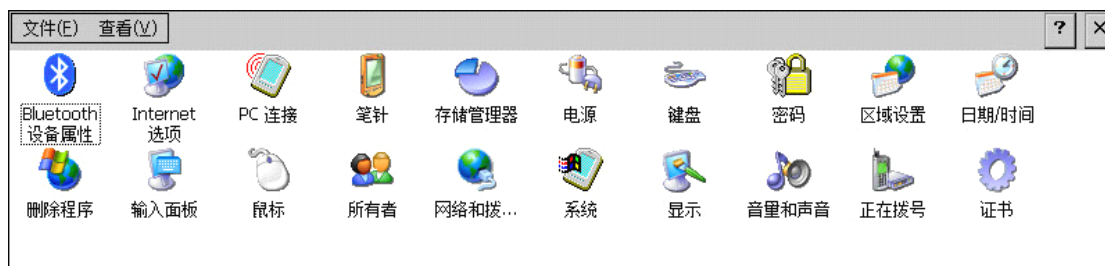 文件(F) 查看(V)
?
Bluetooth 设备属性
Internet 选项
PC 连接
笔针
存储管理器
电源
键盘
密码
区域设置
日期/时间
删除程序
输入面板
鼠标
所有者
网络和拨...
系统
显示
音量和声音
正在拨号
证书